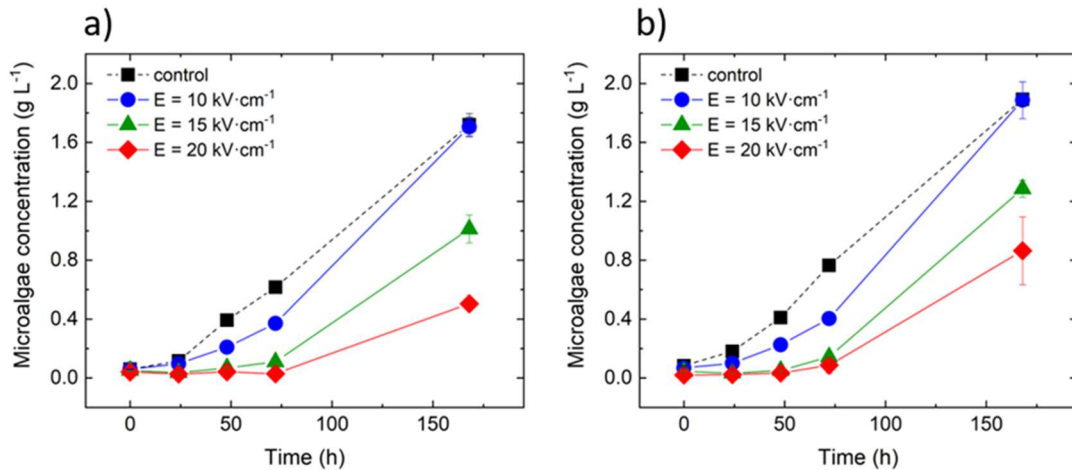 a)
control
E = 10 kV·cm⁻¹
E = 15 kV·cm⁻¹
E = 20 kV·cm⁻¹
Microalgae concentration (g L⁻¹)
2.0
1.6
1.2
0.8
0.4
0.0
0
50
100
150
Time (h)
b)
control
E = 10 kV·cm⁻¹
E = 15 kV·cm⁻¹
E = 20 kV·cm⁻¹
Microalgae concentration (g L⁻¹)
2.0
1.6
1.2
0.8
0.4
0.0
0
50
100
150
Time (h)